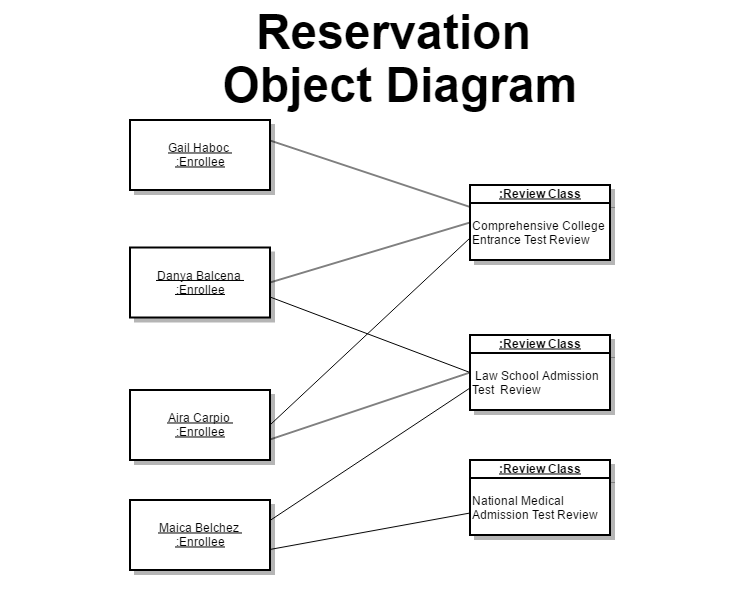 Reservation
Object Diagram
Gail Haboc
:Enrollee
:Review Class
Comprehensive College
Entrance Test Review
Danya Balcena
:Enrollee
:Review Class
Law School Admission
Test Review
Aira Carpio
:Enrollee
:Review Class
National Medical
Admission Test Review
Maica Belchez
:Enrollee